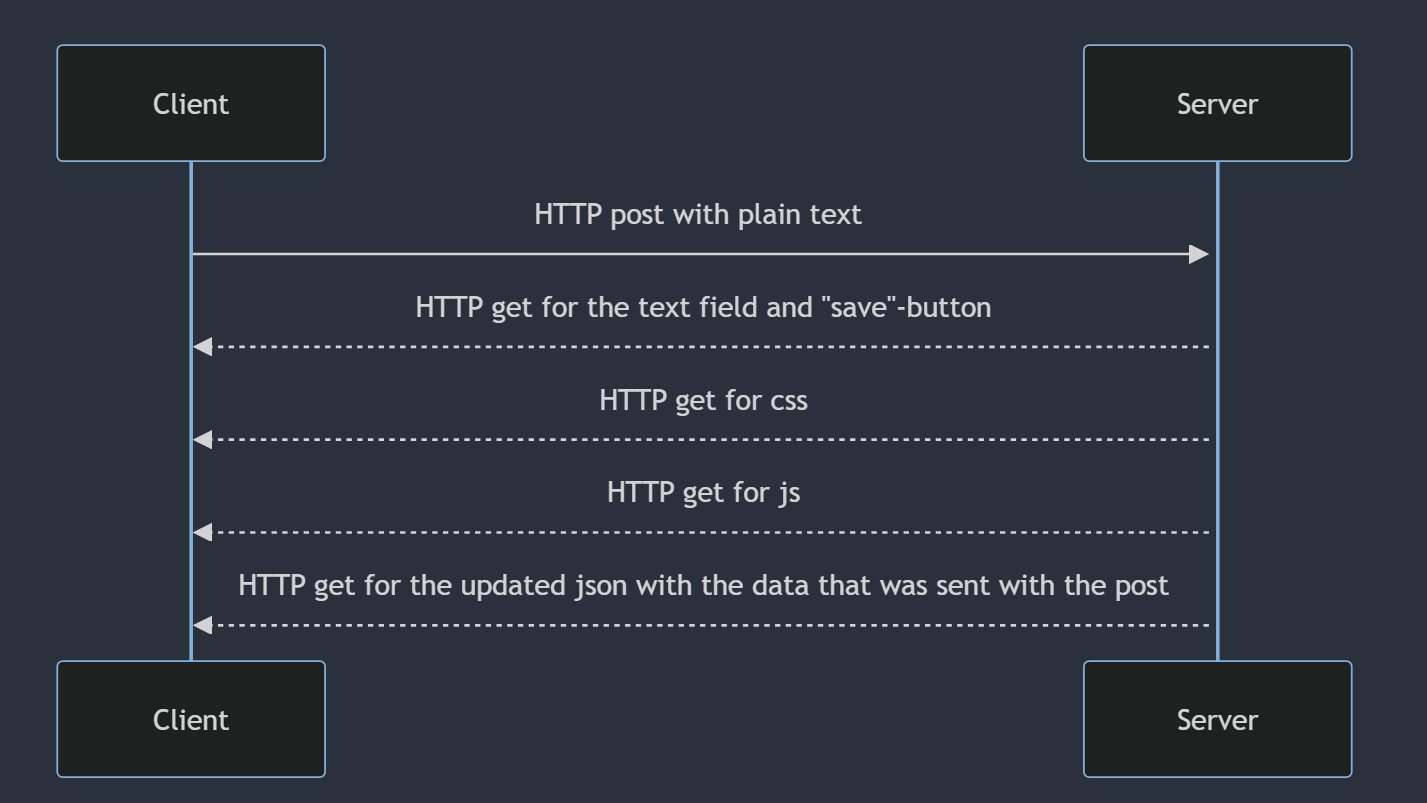 Client
Server
HTTP post with plain text
HTTP get for the text field and "save"-button
HTTP get for css
HTTP get for js
HTTP get for the updated json with the data that was sent with the post
Client
Server